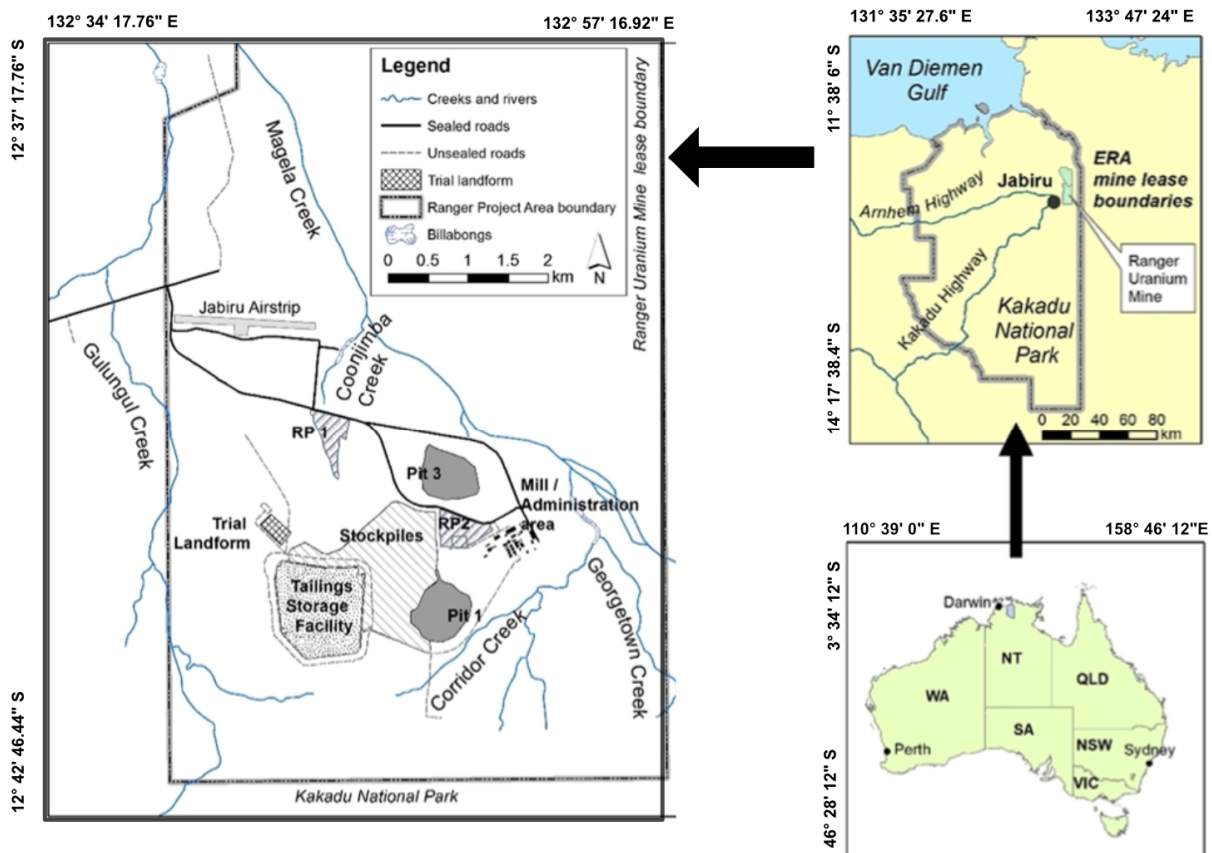 132° 34' 17.76" E
132° 57' 16.92" E
12° 37' 17.76" S
12° 42' 46.44" S
Legend
Creeks and rivers
Sealed roads
Unsealed roads
Trial landform
Ranger Project Area boundary
Billabongs
0 0.5 1 1.5 2
km
N
Ranger Uranium Mine lease boundary
Magela Creek
Jabiru Airstrip
Coonjimba
Creek
Gulungul Creek
RP 1
Pit 3
Mill /
Administration
area
RP2
Trial
Landform
Stockpiles
Tailings
Storage
Facility
Pit 1
Corridor Creek
Georgetown Creek
Kakadu National Park
131° 35' 27.6" E
133° 47' 24" E
11° 38' 6" S
14° 17' 38.4" S
Van Diemen
Gulf
Jabiru
ERA
mine lease
boundaries
Arnhem Highway
Ranger
Uranium
Mine
Kakadu Highway
Kakadu
National
Park
0 20 40 60 80
km
110° 39' 0" E
158° 46' 12" E
3° 34' 12" S
46° 28' 12" S
Darwin
NT
WA
QLD
SA
NSW
Perth
Sydney
VIC